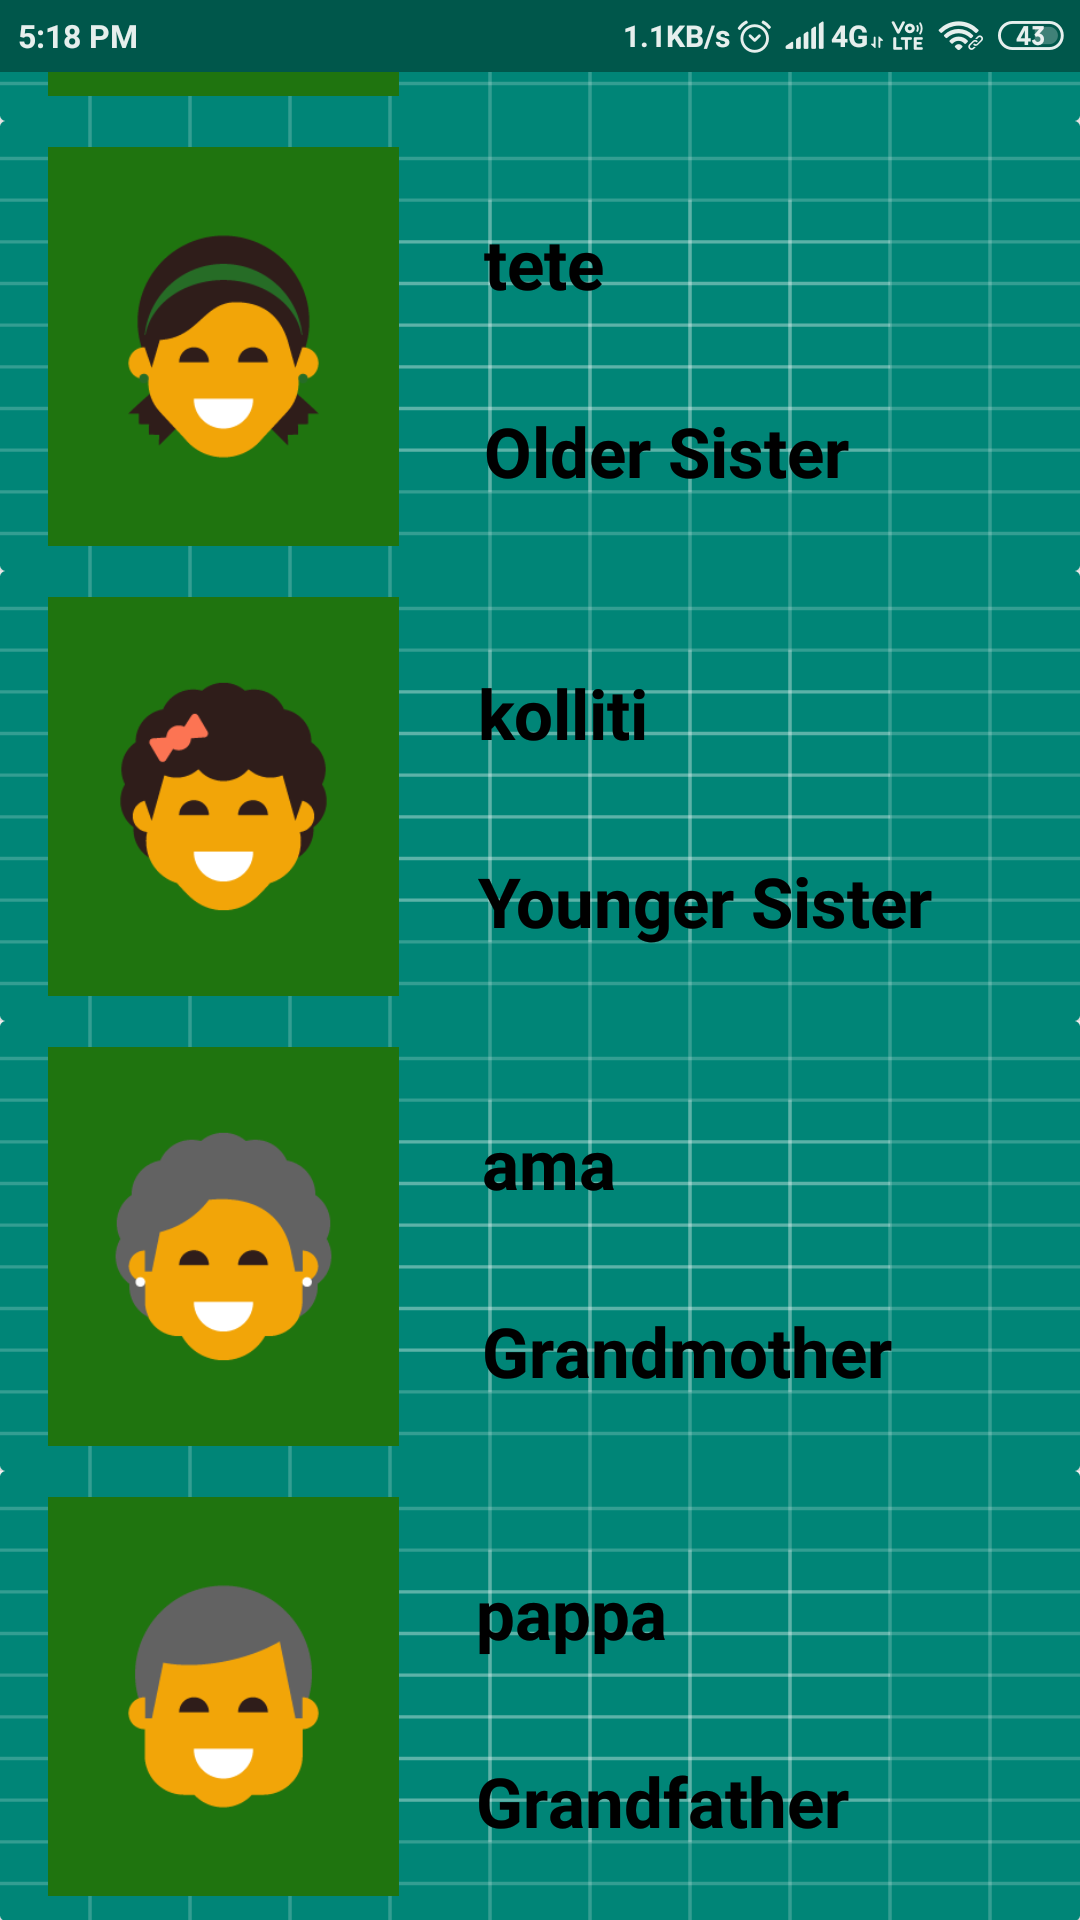 5:18 PM 1.1KB/s 4G Vo) LTE 43
tete
Older Sister
kolliti
Younger Sister
ama
Grandmother
pappa
Grandfather